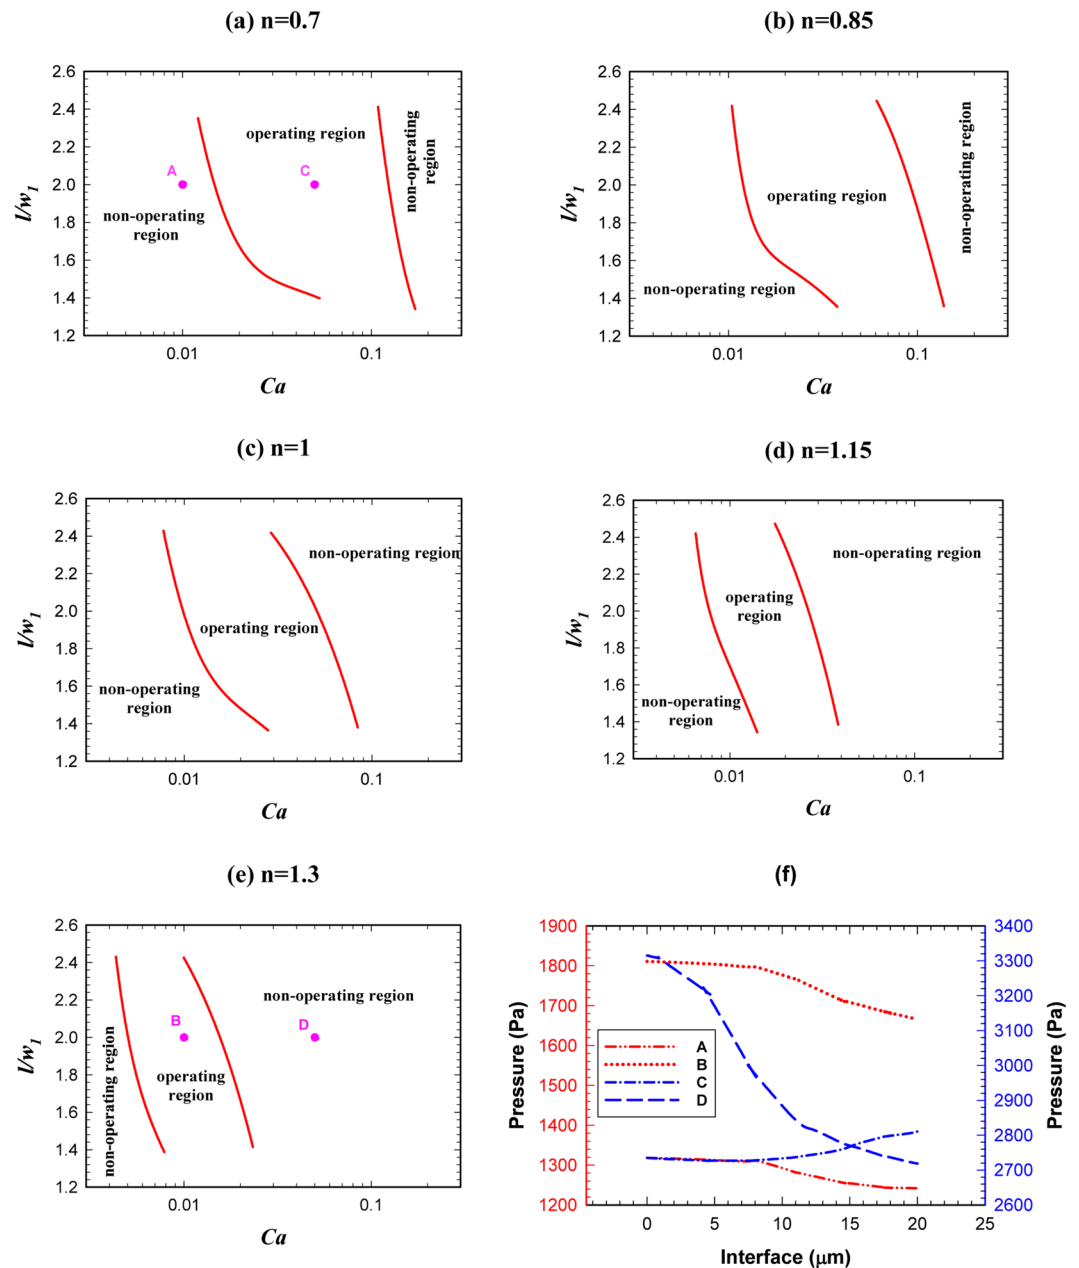 (a) n=0.7
2.6
2.4
2.2
2.0
1.8
1.6
1.4
1.2
l/w1
operating region
non-operating
region
A
C
non-operating
region
0.01
0.1
Ca
(b) n=0.85
2.6
2.4
2.2
2.0
1.8
1.6
1.4
1.2
l/w1
operating region
non-operating region
non-operating region
0.01
0.1
Ca
(c) n=1
2.6
2.4
2.2
2.0
1.8
1.6
1.4
1.2
l/w1
non-operating region
operating region
non-operating
region
0.01
0.1
Ca
(d) n=1.15
2.6
2.4
2.2
2.0
1.8
1.6
1.4
1.2
l/w1
non-operating region
operating
region
non-operating
region
0.01
0.1
Ca
(e) n=1.3
2.6
2.4
2.2
2.0
1.8
1.6
1.4
1.2
l/w1
non-operating region
B
D
operating
region
non-operating region
0.01
0.1
Ca
(f)
1900
1800
1700
1600
1500
1400
1300
1200
Pressure (Pa)
A
B
C
D
3400
3300
3200
3100
3000
2900
2800
2700
2600
Pressure (Pa)
0
5
10
15
20
25
Interface (μm)